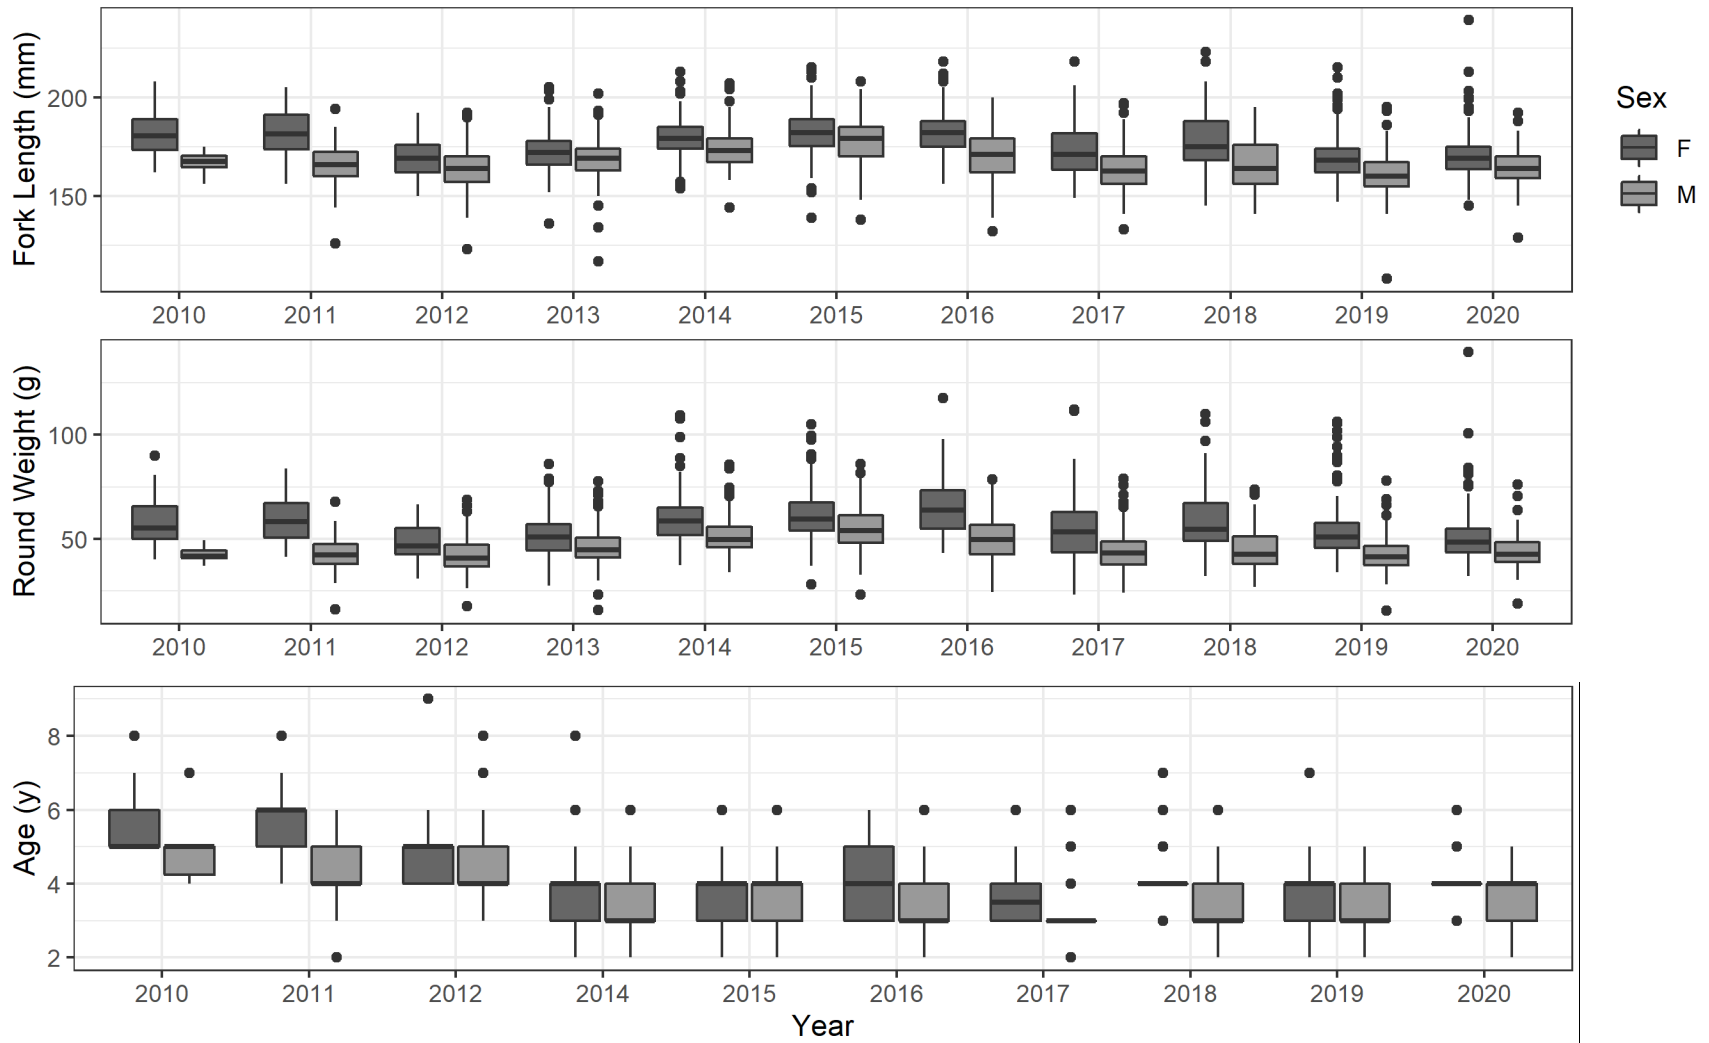 Fork Length (mm)
200
150
2010 2011 2012 2013 2014 2015 2016 2017 2018 2019 2020
Sex
F
M
Round Weight (g)
100
50
2010 2011 2012 2013 2014 2015 2016 2017 2018 2019 2020
Age (y)
8
6
4
2
2010 2011 2012 2014 2015 2016 2017 2018 2019 2020
Year